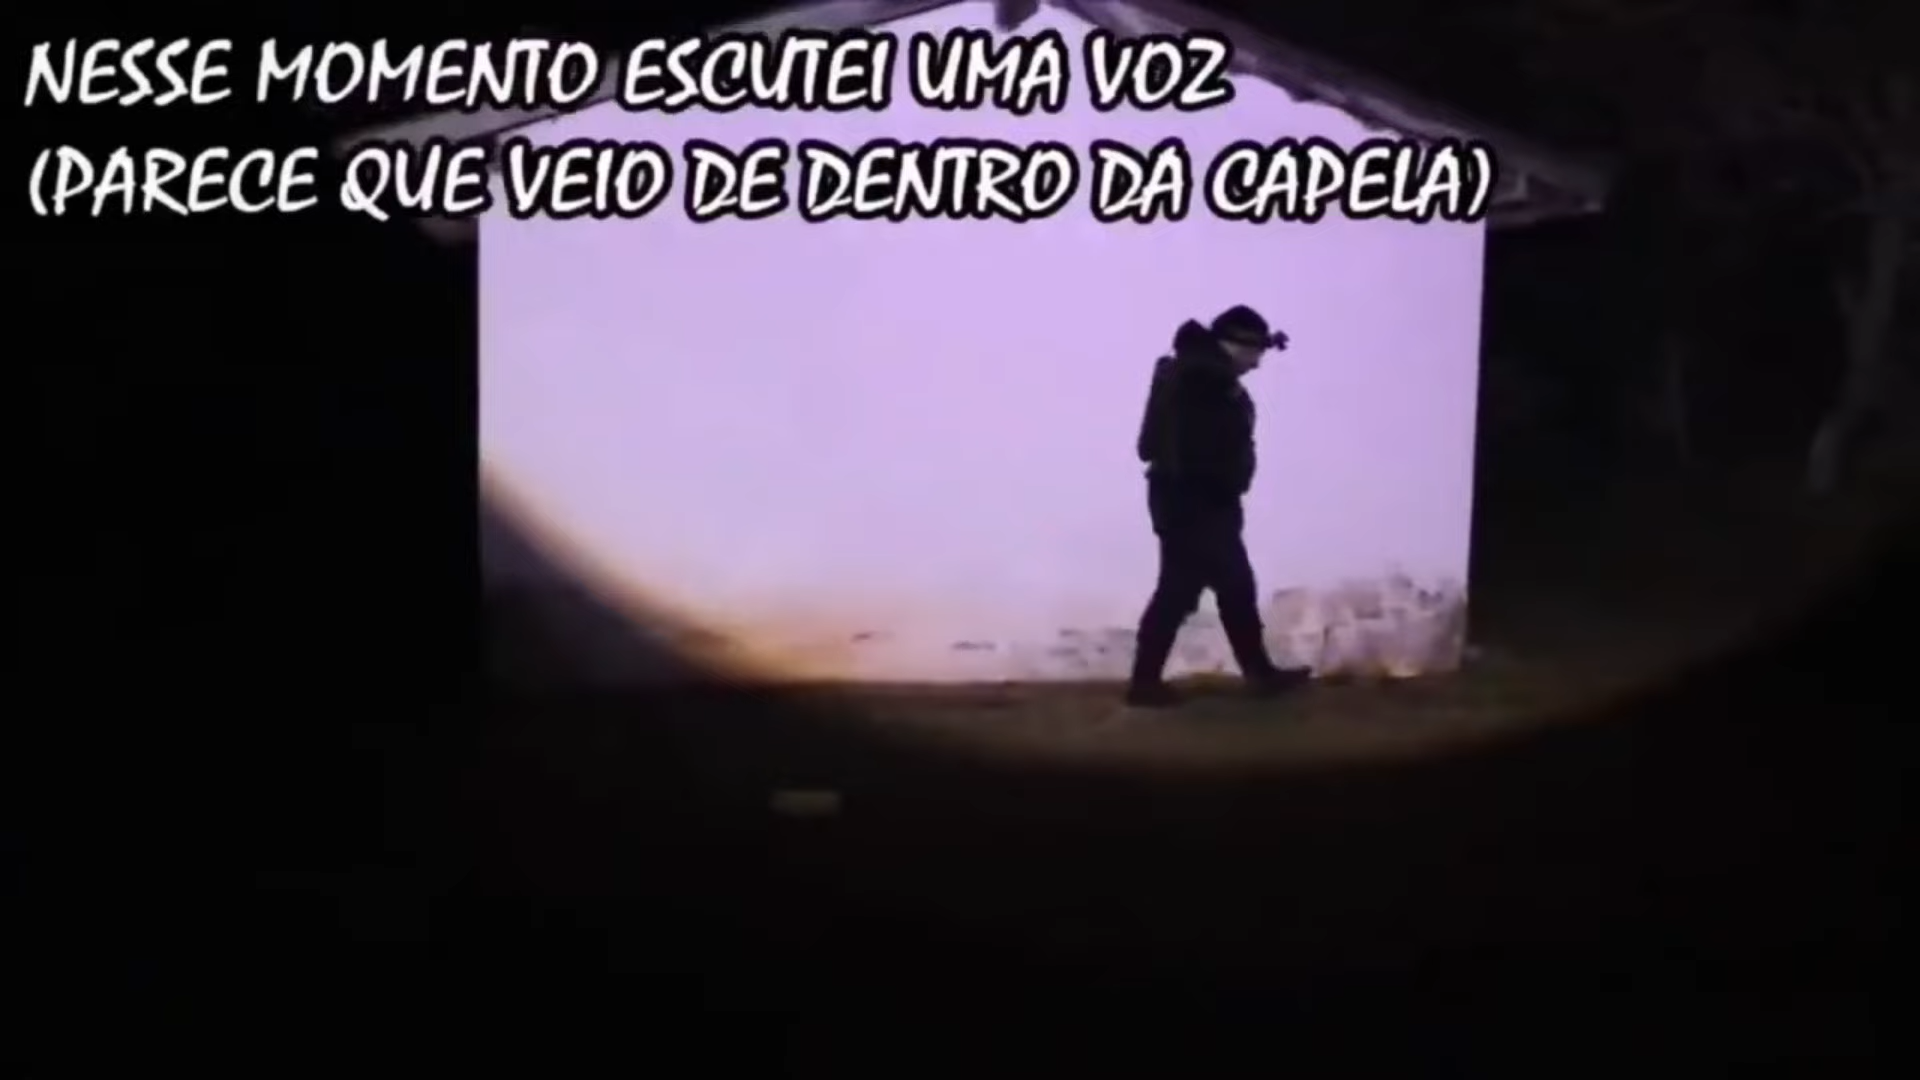 NESSE MOMENTO ESCUTEI UMA VOZ
(PARECE QUE VEIO DE DENTRO DA CAPELA)